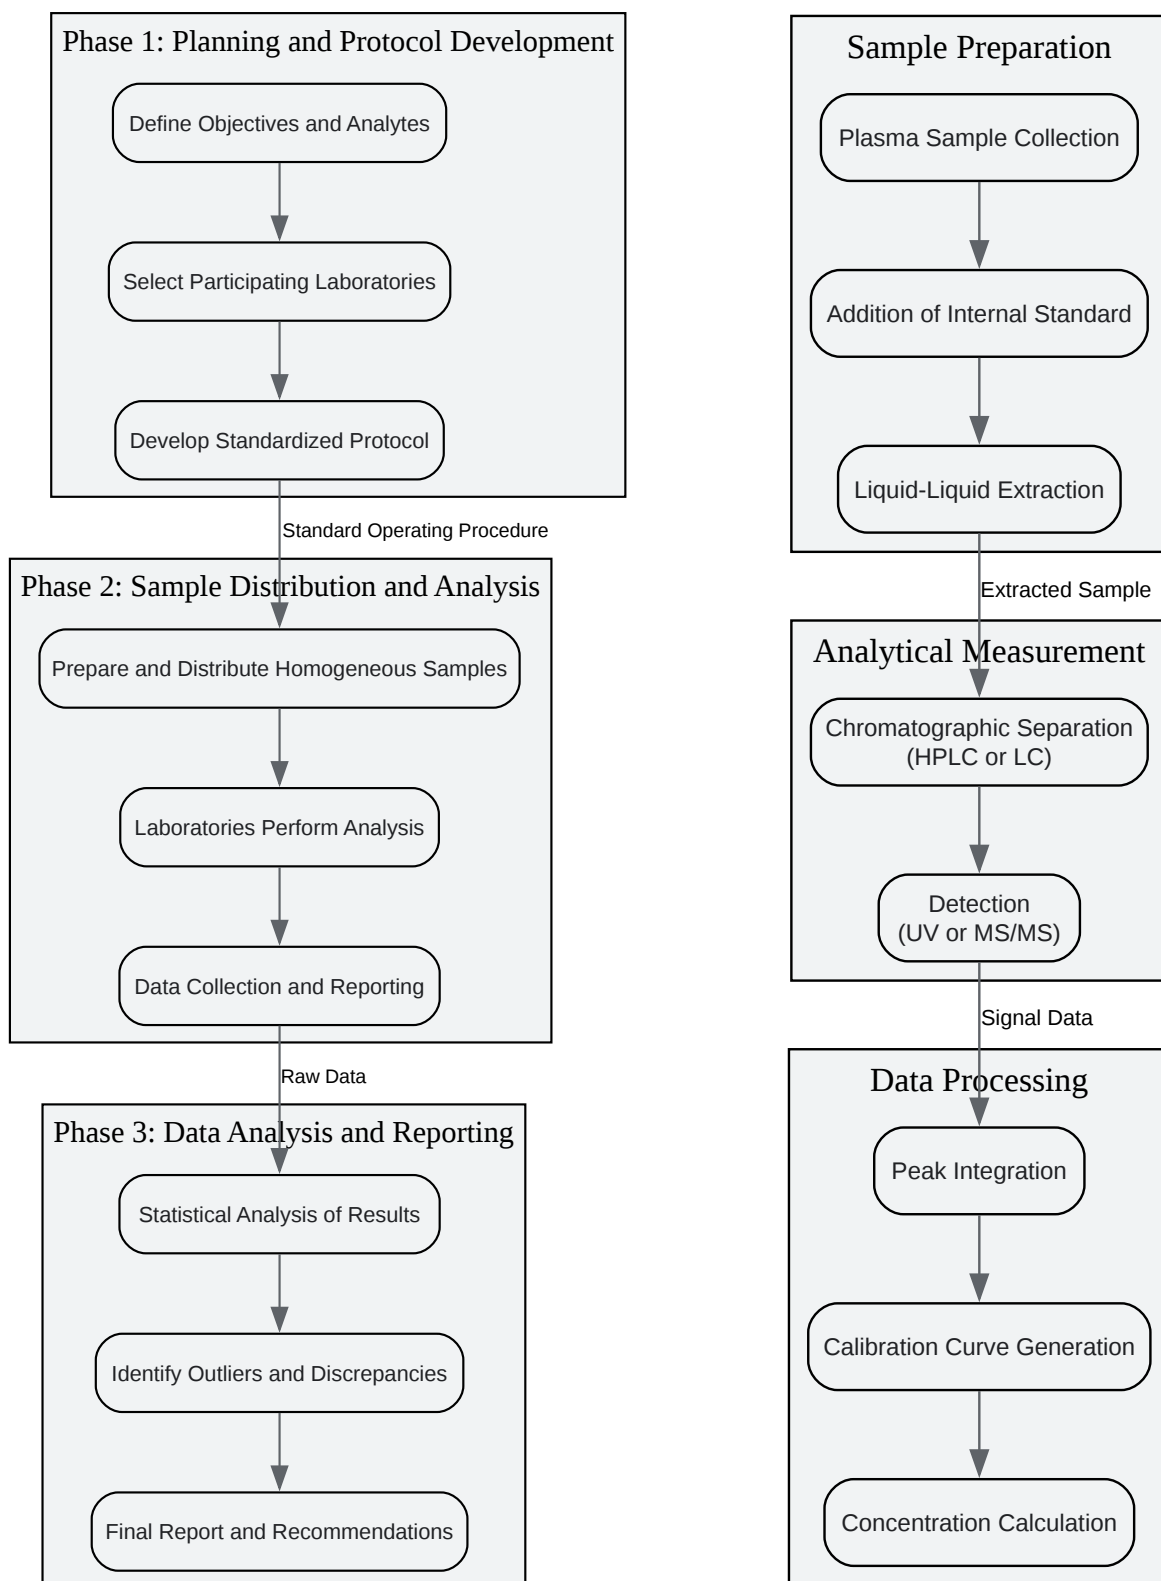 Phase 1: Planning and Protocol Development
Define Objectives and Analytes
Select Participating Laboratories
Develop Standardized Protocol
Standard Operating Procedure
Phase 2: Sample Distribution and Analysis
Prepare and Distribute Homogeneous Samples
Laboratories Perform Analysis
Data Collection and Reporting
Raw Data
Phase 3: Data Analysis and Reporting
Statistical Analysis of Results
Identify Outliers and Discrepancies
Final Report and Recommendations
Sample Preparation
Plasma Sample Collection
Addition of Internal Standard
Liquid-Liquid Extraction
Extracted Sample
Analytical Measurement
Chromatographic Separation
(HPLC or LC)
Detection
(UV or MS/MS)
Signal Data
Data Processing
Peak Integration
Calibration Curve Generation
Concentration Calculation